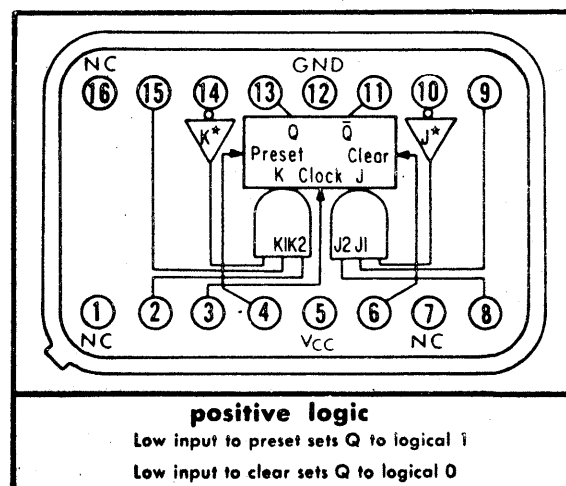 NC GND
16 15 14 13 12 11 10 9
K* Q Q̅ J*
Preset Clear
K Clock J
K1K2 J2 J1
1 2 3 4 5 6 7 8
NC VCC NC
positive logic
Low input to preset sets Q to logical 1
Low input to clear sets Q to logical 0